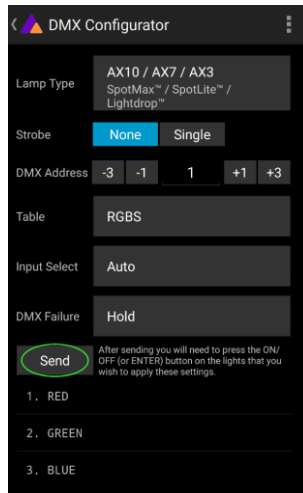 DMX Configurator
Lamp Type
AX10 / AX7 / AX3
SpotMax™ / SpotLite™ /
Lightdrop™
Strobe
None
Single
DMX Address
-3
-1
1
+1
+3
Table
RGBS
Input Select
Auto
DMX Failure
Hold
Send
After sending you will need to press the ON/
OFF (or ENTER) button on the lights that you
wish to apply these settings.
1. RED
2. GREEN
3. BLUE